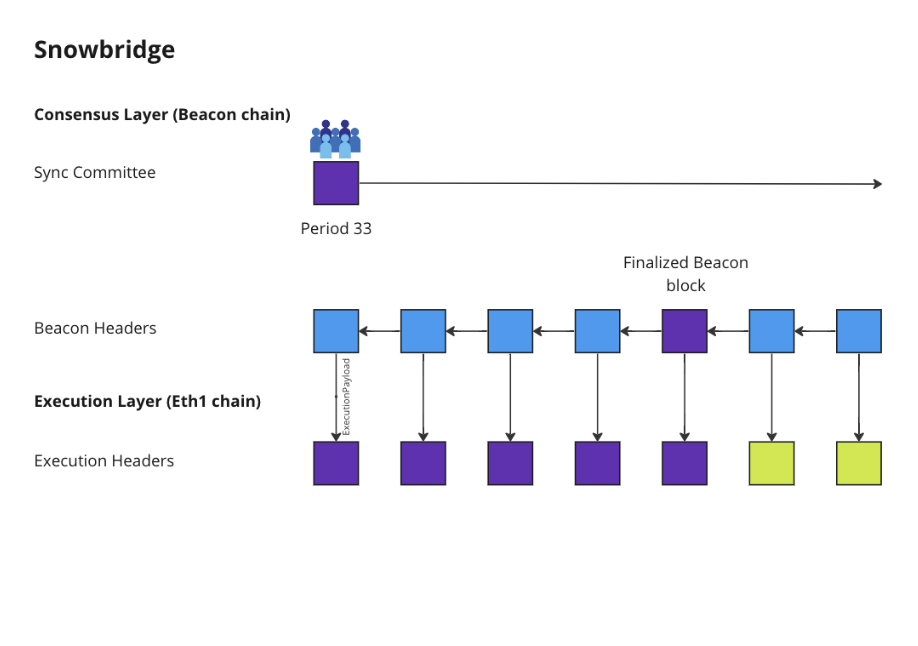 Snowbridge
Consensus Layer (Beacon chain)
Sync Committee
Period 33
Finalized Beacon
block
Beacon Headers
ExecutionPayload
Execution Layer (Eth1 chain)
Execution Headers